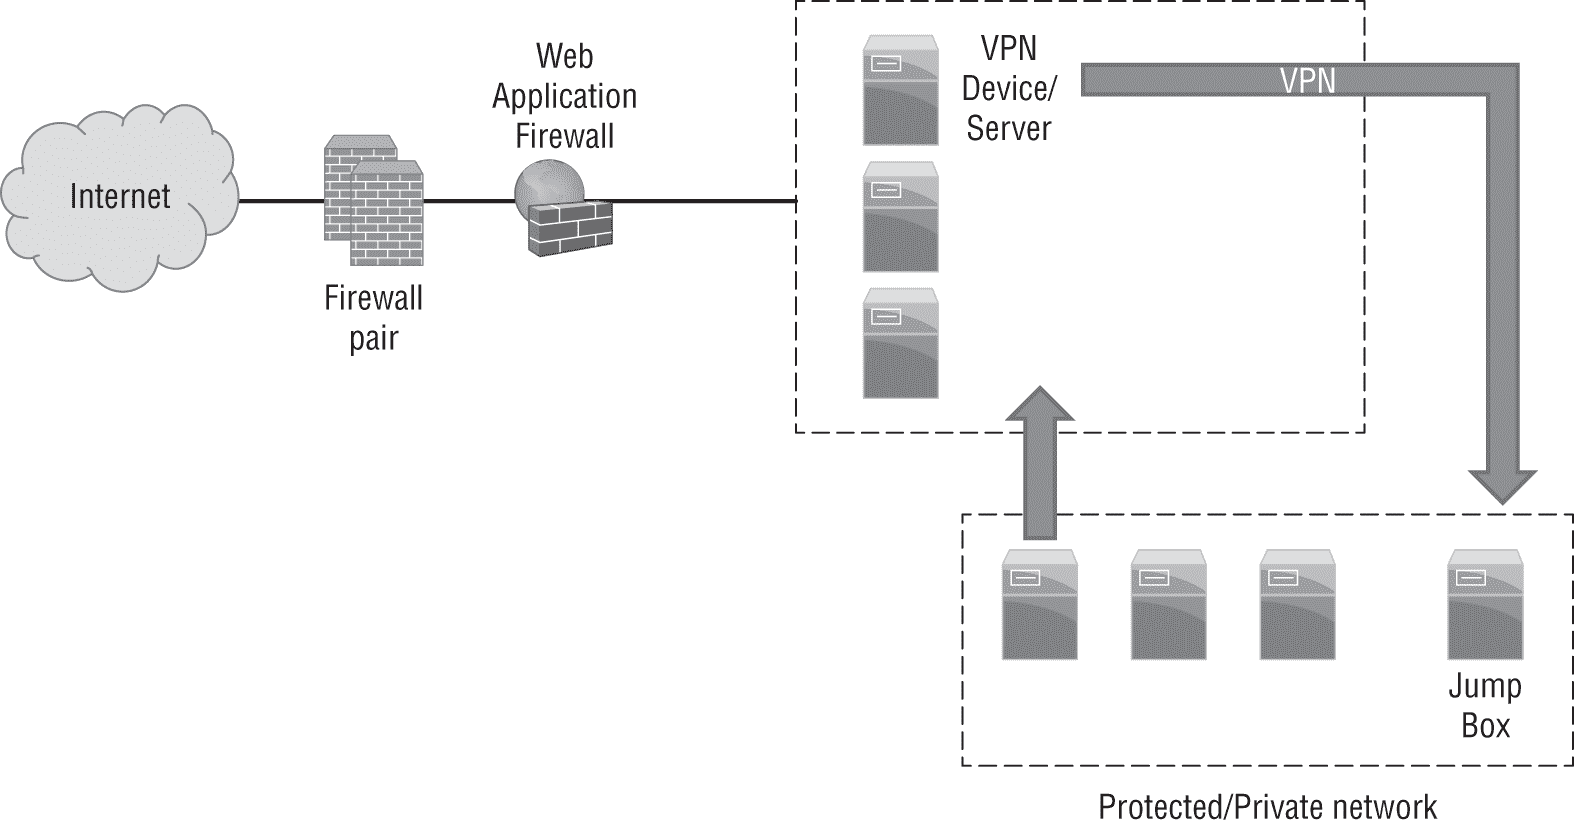 Internet
Firewall
pair
Web
Application
Firewall
VPN
Device/
Server
VPN
Jump
Box
Protected/Private network